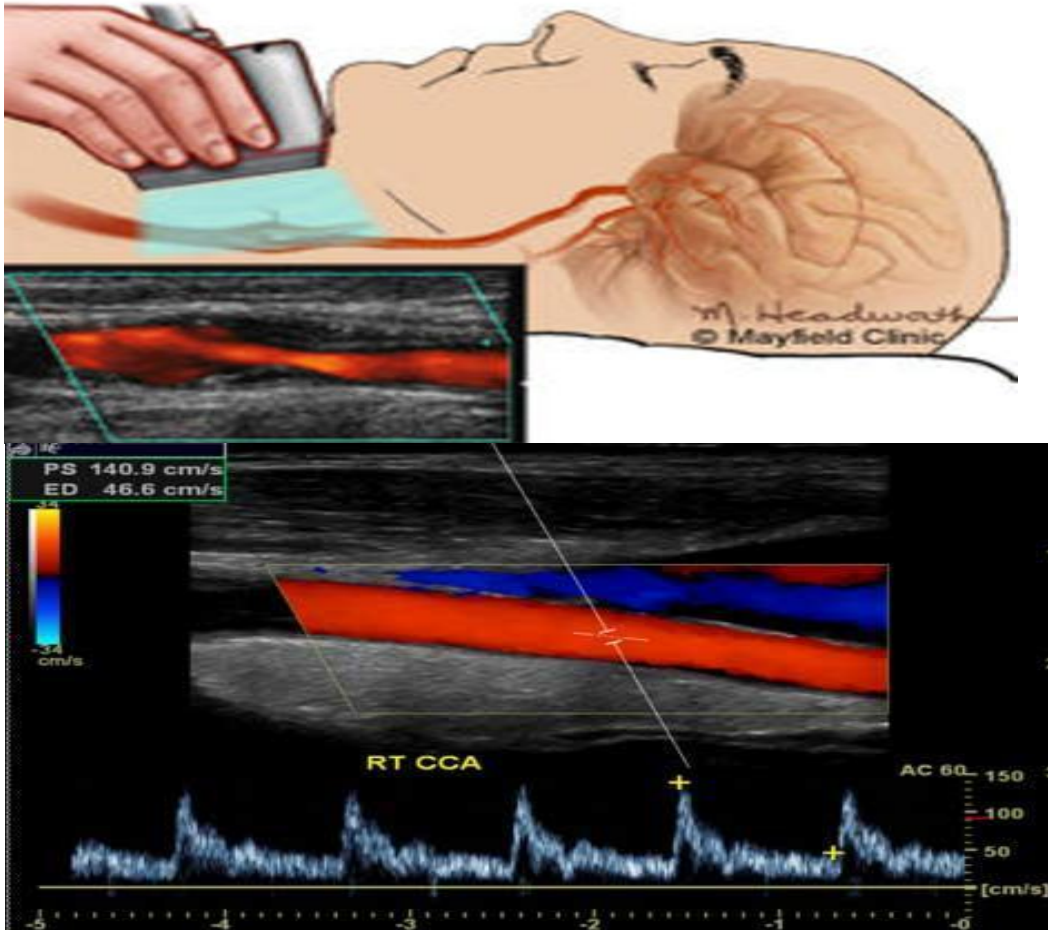 M. Headworth
© Mayfield Clinic
PS 140.9 cm/s
ED 46.6 cm/s
34
-34
cm/s
RT CCA
AC 60
150
100
50
[cm/s]
-5 -4 -3 -2 -1 -0